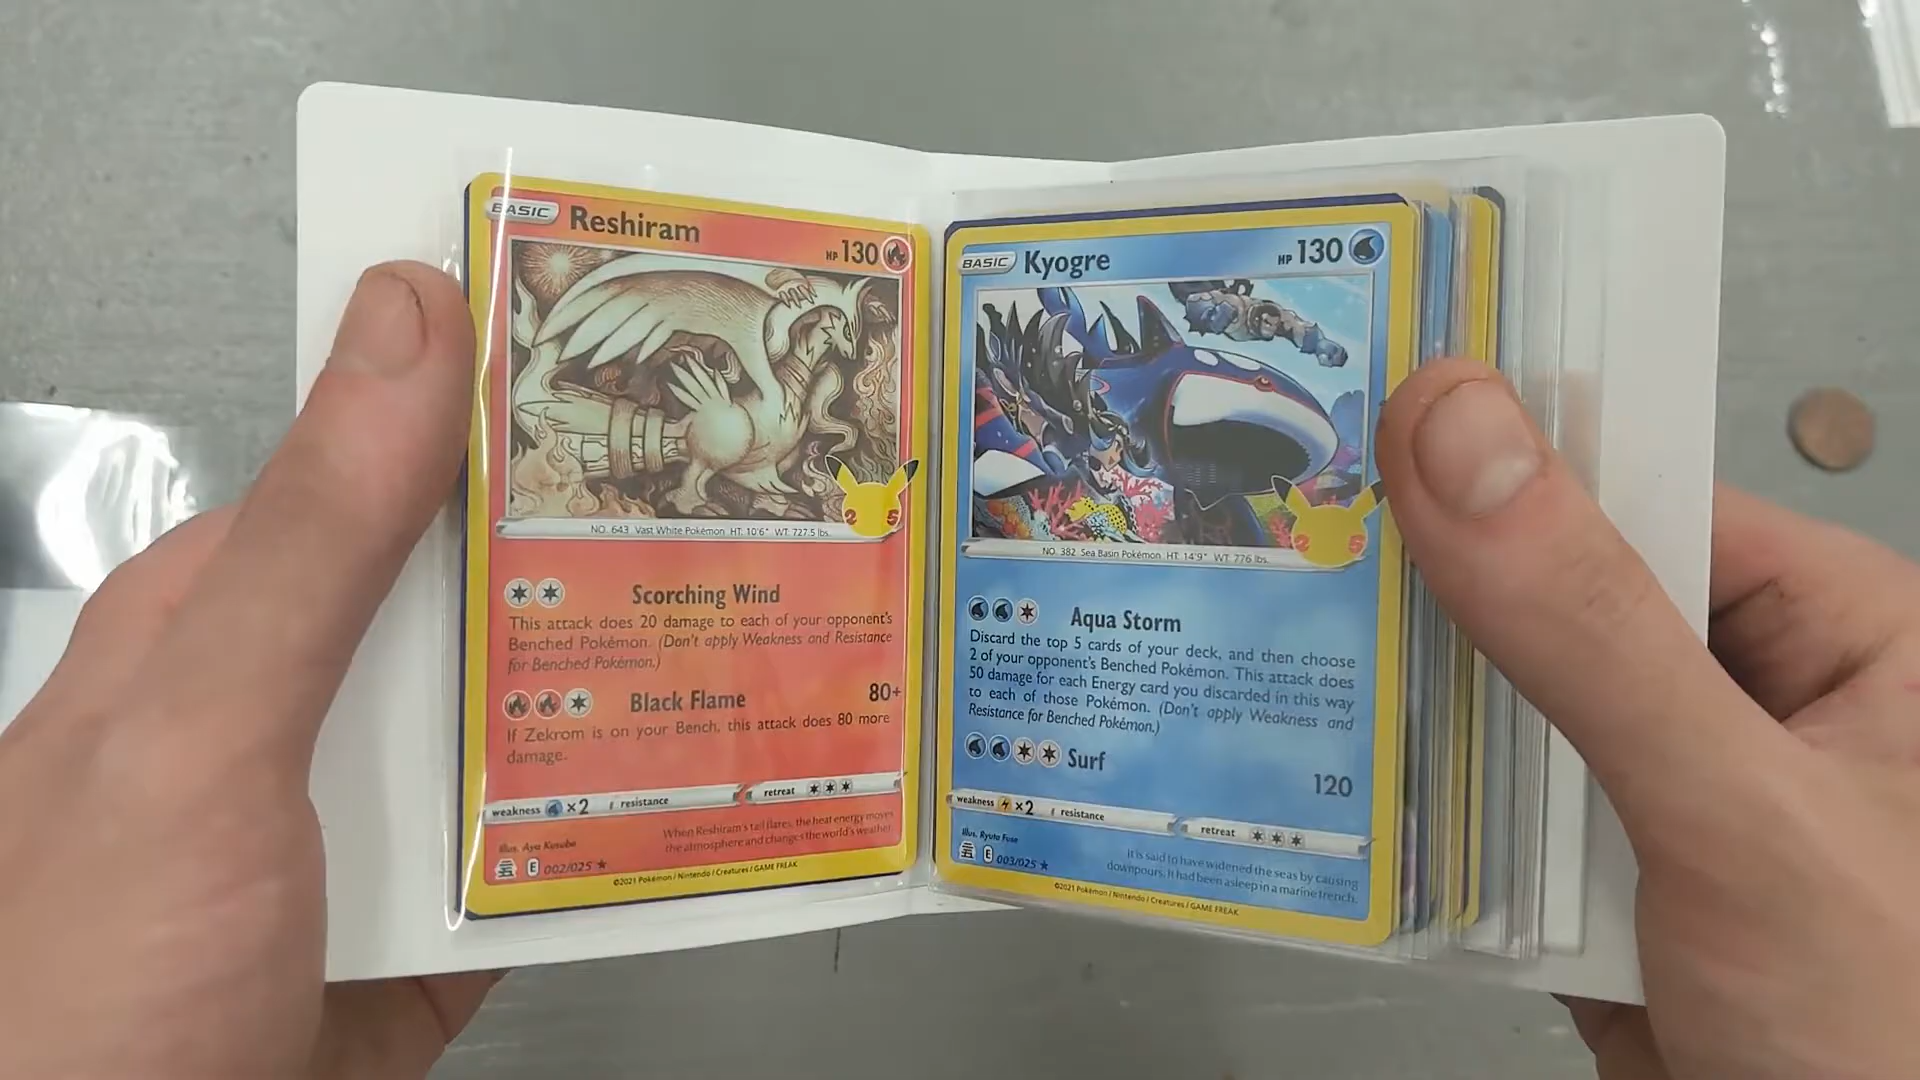 BASIC Reshiram HP 130
2 5
NO. 643 Vast White Pokémon HT: 10'6" WT: 727.5 lbs.
Scorching Wind
This attack does 20 damage to each of your opponent's
Benched Pokémon. (Don't apply Weakness and Resistance
for Benched Pokémon.)
Black Flame 80+
If Zekrom is on your Bench, this attack does 80 more
damage.
weakness ×2 resistance retreat
When Reshiram's tail flares, the heat energy moves
the atmosphere and changes the world's weather.
Illus. Aya Kusube
E 002/025 ★
©2021 Pokémon / Nintendo / Creatures / GAME FREAK
BASIC Kyogre HP 130
2 5
NO. 382 Sea Basin Pokémon HT: 14'9" WT: 776 lbs.
Aqua Storm
Discard the top 5 cards of your deck, and then choose
2 of your opponent's Benched Pokémon. This attack does
50 damage for each Energy card you discarded in this way
to each of those Pokémon. (Don't apply Weakness and
Resistance for Benched Pokémon.)
Surf 120
weakness ×2 resistance retreat
Illus. Ryuta Fuse
It is said to have widened the seas by causing
downpours. It had been asleep in a marine trench.
E 003/025 ★
©2021 Pokémon / Nintendo / Creatures / GAME FREAK